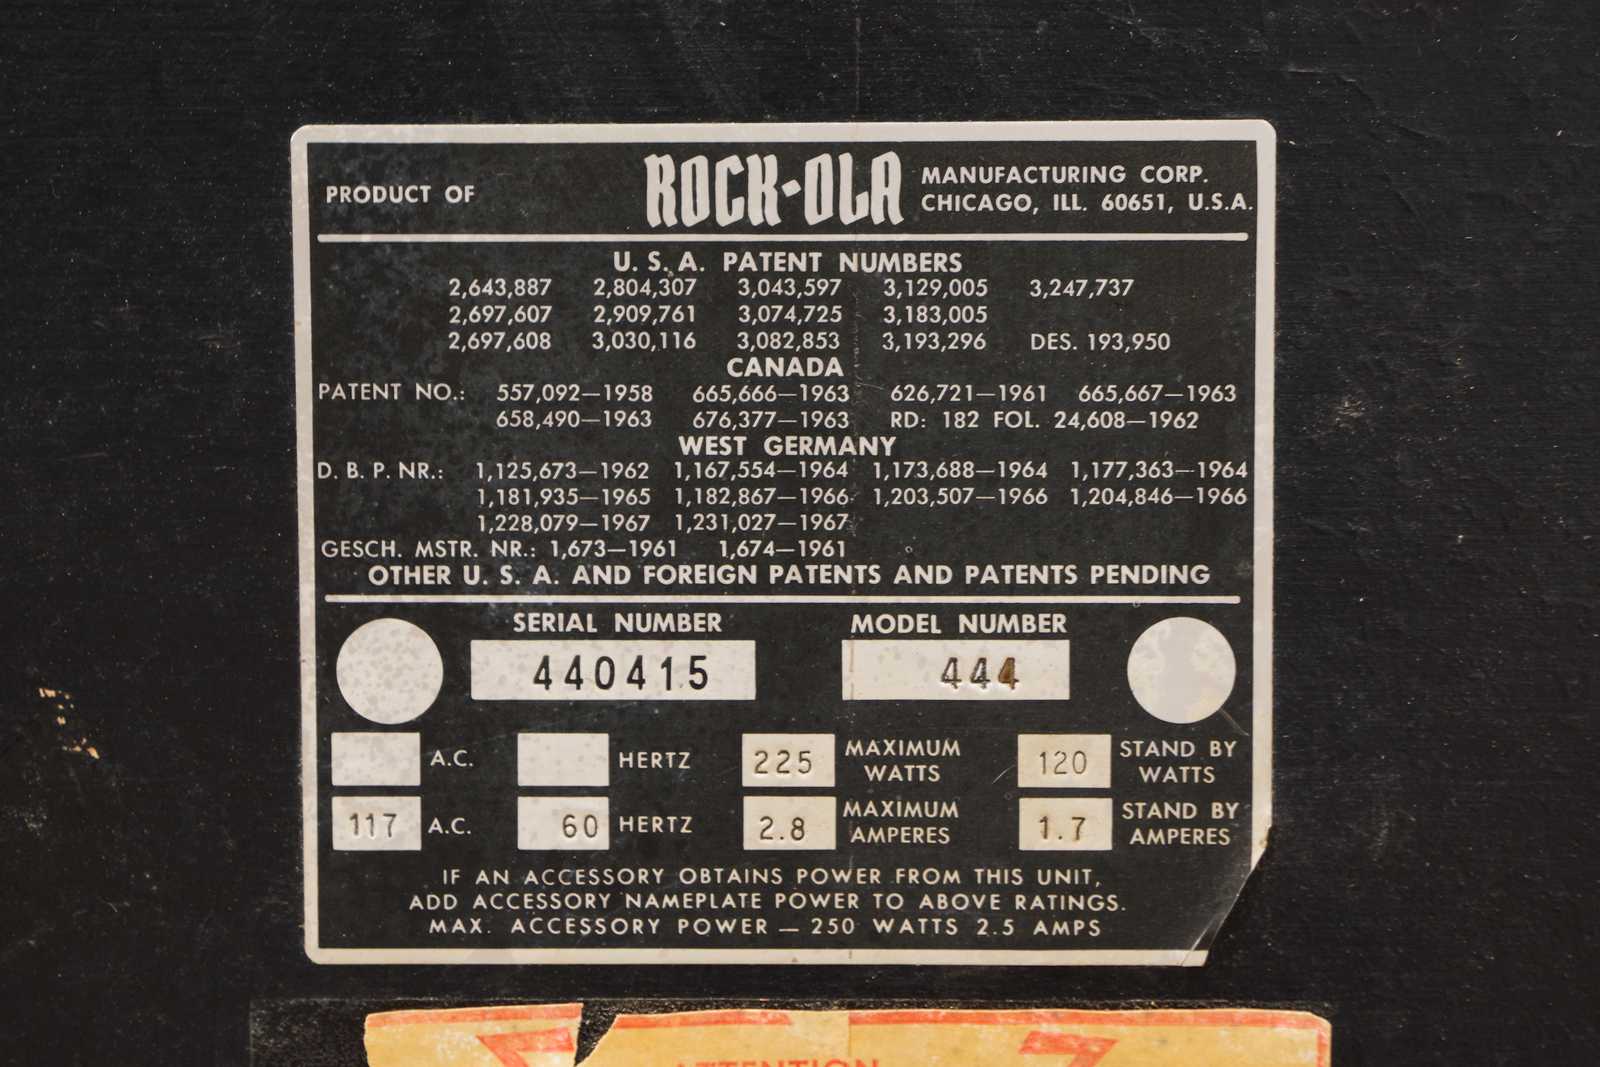 PRODUCT OF ROCK-OLA MANUFACTURING CORP.
CHICAGO, ILL. 60651, U.S.A.
U. S. A. PATENT NUMBERS
2,643,887 2,804,307 3,043,597 3,129,005 3,247,737
2,697,607 2,909,761 3,074,725 3,183,005
2,697,608 3,030,116 3,082,853 3,193,296 DES. 193,950
CANADA
PATENT NO.: 557,092—1958 665,666—1963 626,721—1961 665,667—1963
658,490—1963 676,377—1963 RD: 182 FOL. 24,608—1962
WEST GERMANY
D. B. P. NR.: 1,125,673—1962 1,167,554—1964 1,173,688—1964 1,177,363—1964
1,181,935—1965 1,182,867—1966 1,203,507—1966 1,204,846—1966
1,228,079—1967 1,231,027—1967
GESCH. MSTR. NR.: 1,673—1961 1,674—1961
OTHER U. S. A. AND FOREIGN PATENTS AND PATENTS PENDING
SERIAL NUMBER MODEL NUMBER
440415 444
A.C. HERTZ 225 MAXIMUM WATTS 120 STAND BY WATTS
117 A.C. 60 HERTZ 2.8 MAXIMUM AMPERES 1.7 STAND BY AMPERES
IF AN ACCESSORY OBTAINS POWER FROM THIS UNIT,
ADD ACCESSORY NAMEPLATE POWER TO ABOVE RATINGS.
MAX. ACCESSORY POWER — 250 WATTS 2.5 AMPS
ATTENTION